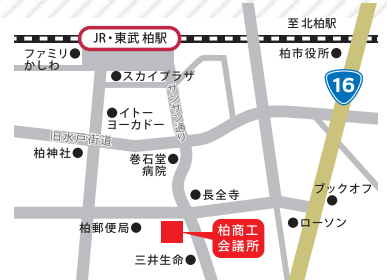 至 北柏駅
JR・東武 柏駅
ファミリ
かしわ
柏市役所
スカイプラザ
16
サンサン通り
イトー
ヨーカドー
旧水戸街道
柏神社
巻石堂
病院
長全寺
ブックオフ
柏郵便局
柏商工
会議所
ローソン
三井生命